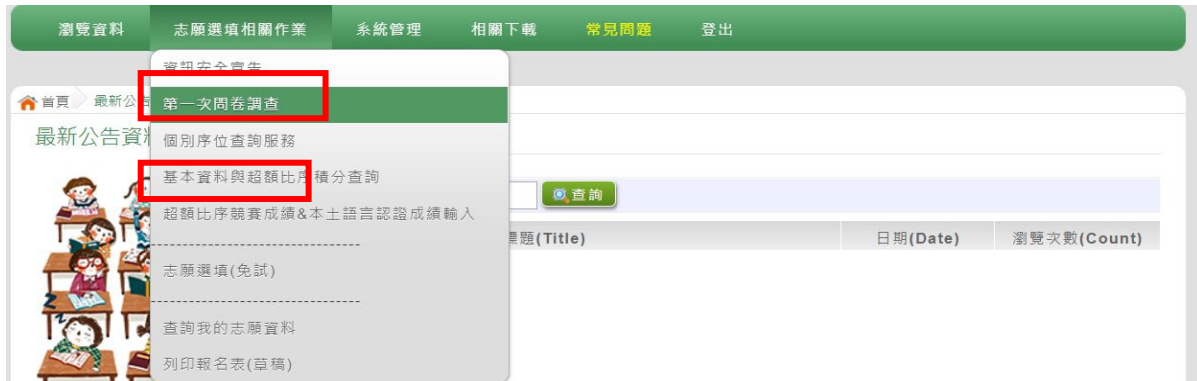 瀏覽資料 志願選填相關作業 系統管理 相關下載 常見問題 登出
資訊安全宣告
首頁 最新公告
第一次問卷調查
最新公告資料
個別序位查詢服務
基本資料與超額比序積分查詢
查詢
超額比序競賽成績&本土語言認證成績輸入
標題(Title) 日期(Date) 瀏覽次數(Count)
--------------------------------
志願選填(免試)
--------------------------------
查詢我的志願資料
列印報名表(草稿)